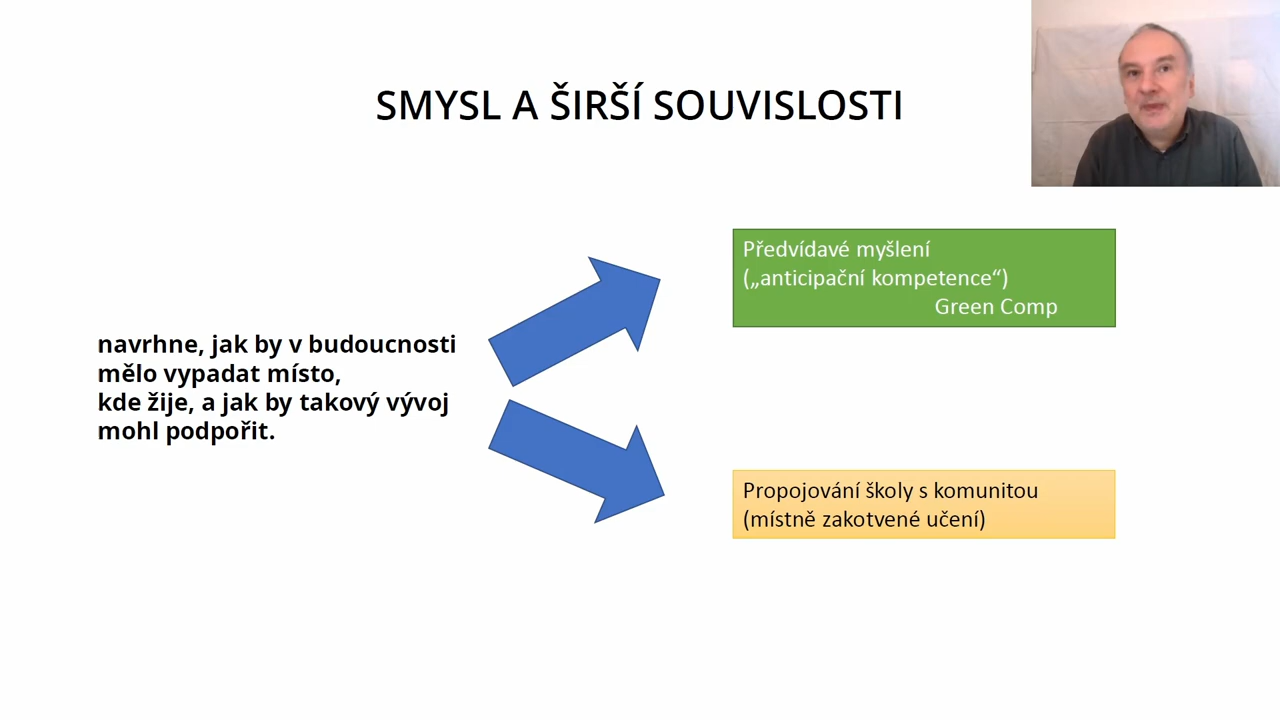 SMYSL A ŠIRŠÍ SOUVISLOSTI
navrhne, jak by v budoucnosti
mělo vypadat místo,
kde žije, a jak by takový vývoj
mohl podpořit.
Předvídavé myšlení
(„anticipační kompetence“)
Green Comp
Propojování školy s komunitou
(místně zakotvené učení)